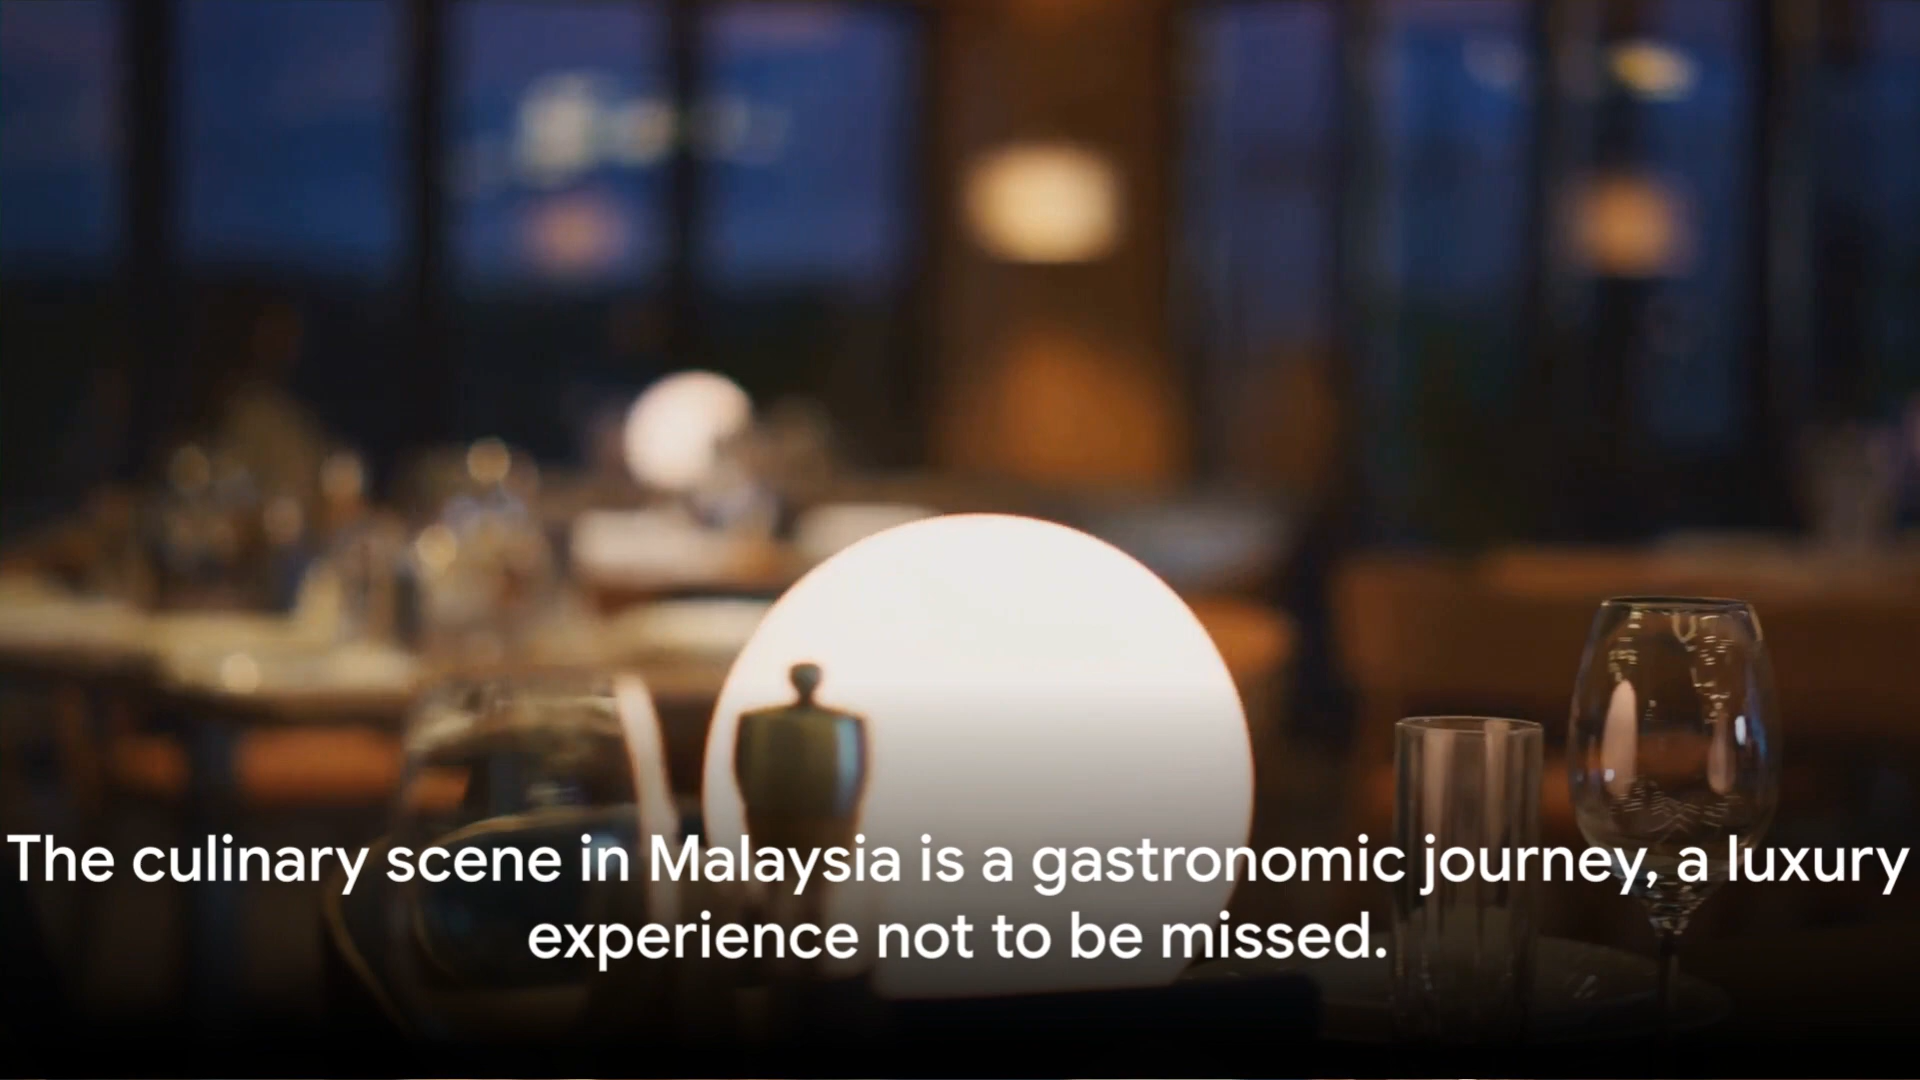 The culinary scene in Malaysia is a gastronomic journey, a luxury
experience not to be missed.